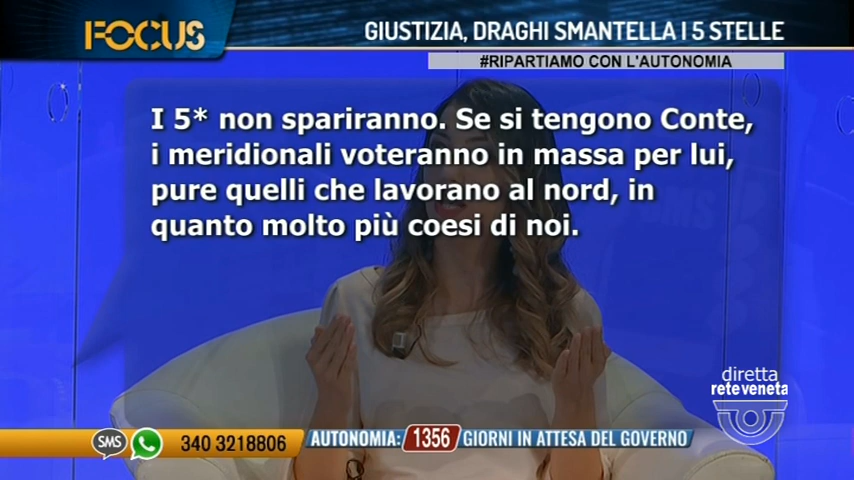 FOCUS
GIUSTIZIA, DRAGHI SMANTELLA I 5 STELLE
#RIPARTIAMO CON L'AUTONOMIA
I 5* non spariranno. Se si tengono Conte,
i meridionali voteranno in massa per lui,
pure quelli che lavorano al nord, in
quanto molto più coesi di noi.
diretta
reteveneta
SMS 340 3218806 AUTONOMIA: 1356 GIORNI IN ATTESA DEL GOVERNO